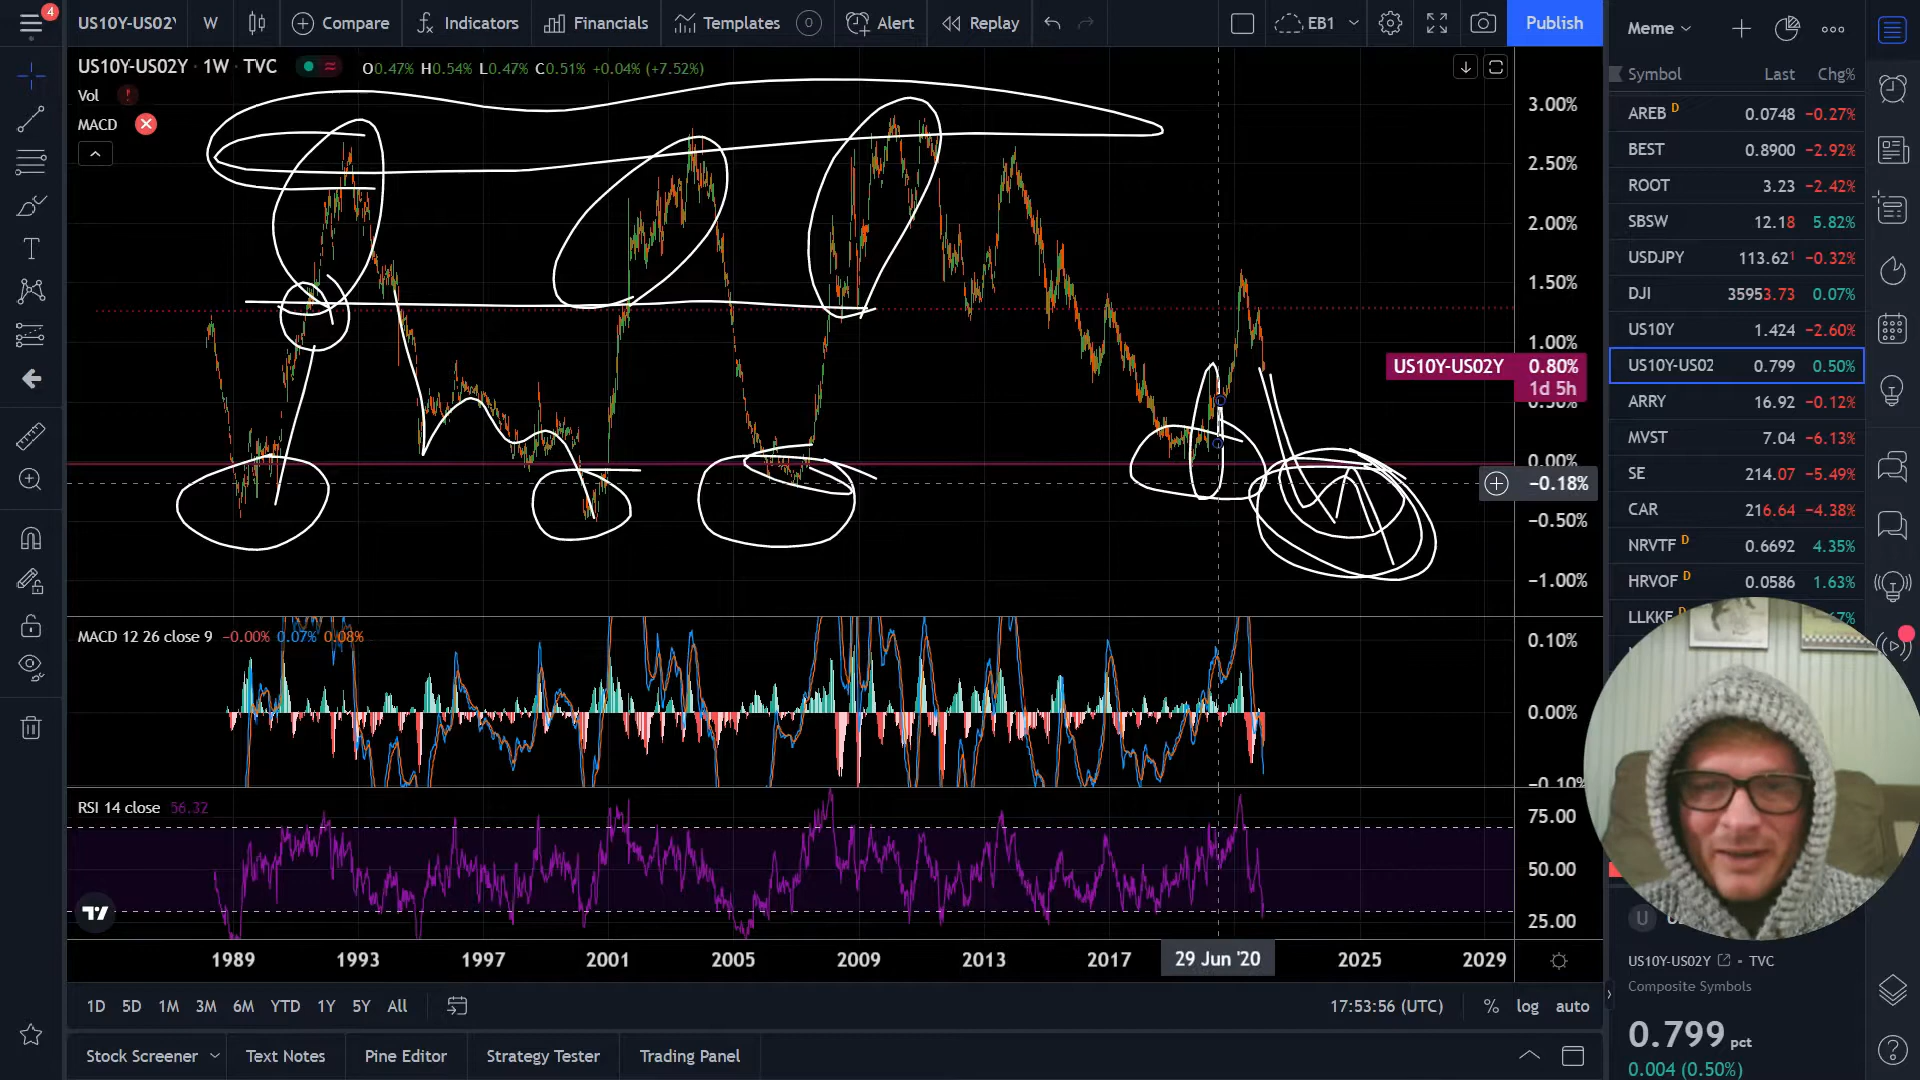 4
US10Y-US02Y
W
Compare
Indicators
Financials
Templates
Alert
Replay
EB1
Publish
US10Y-US02Y · 1W · TVC
O0.47% H0.54% L0.47% C0.51% +0.04% (+7.52%)
Vol
MACD
3.00%
2.50%
2.00%
1.50%
1.00%
US10Y-US02Y 0.80%
1d 5h
0.50%
0.00%
−0.18%
−0.50%
−1.00%
MACD 12 26 close 9 −0.00% 0.07% 0.08%
0.10%
0.00%
−0.10%
RSI 14 close 56.32
75.00
50.00
25.00
1989 1993 1997 2001 2005 2009 2013 2017 29 Jun '20 2025 2029
1D 5D 1M 3M 6M YTD 1Y 5Y All
17:53:56 (UTC) % log auto
Stock Screener Text Notes Pine Editor Strategy Tester Trading Panel
Meme
Symbol Last Chg%
AREB D 0.0748 −0.27%
BEST 0.8900 −2.92%
ROOT 3.23 −2.42%
SBSW 12.18 5.82%
USDJPY 113.621 −0.32%
DJI 35953.73 0.07%
US10Y 1.424 −2.60%
US10Y-US02 0.799 0.50%
ARRY 16.92 −0.12%
MVST 7.04 −6.13%
SE 214.07 −5.49%
CAR 216.64 −4.38%
NRVTF D 0.6692 4.35%
HRVOF D 0.0586 1.63%
LLKKF D
U
US10Y-US02Y · TVC
Composite Symbols
0.799 pct
0.004 (0.50%)